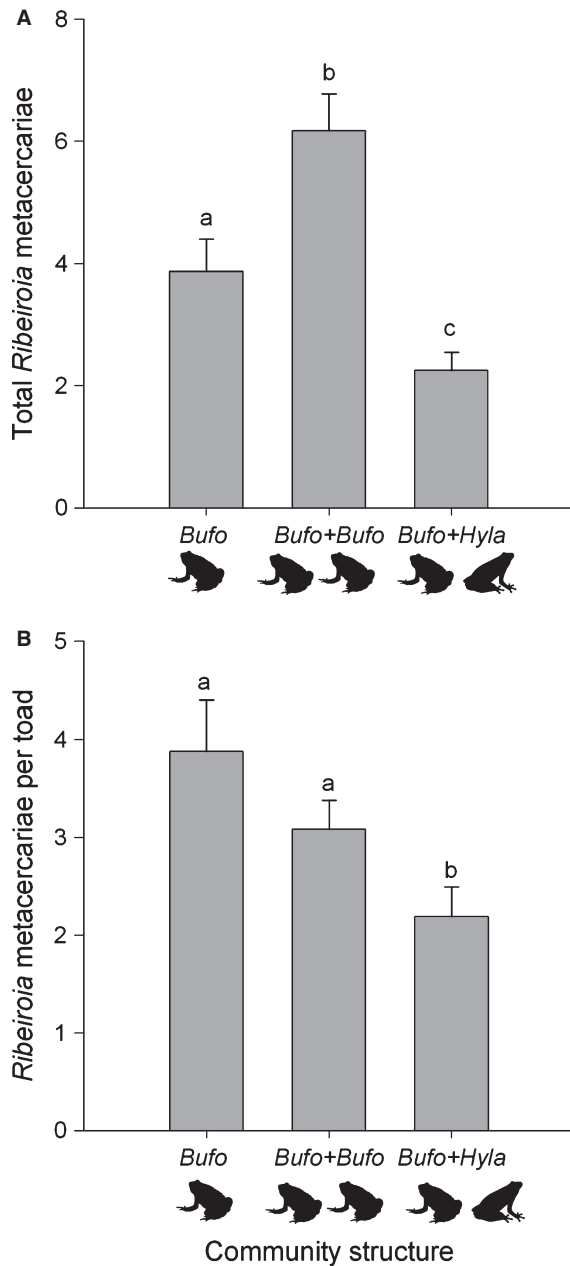 A
Total Ribeiroia metacercariae
8
6
4
2
0
a
b
c
Bufo
Bufo+Bufo
Bufo+Hyla
B
Ribeiroia metacercariae per toad
5
4
3
2
1
0
a
a
b
Bufo
Bufo+Bufo
Bufo+Hyla
Community structure